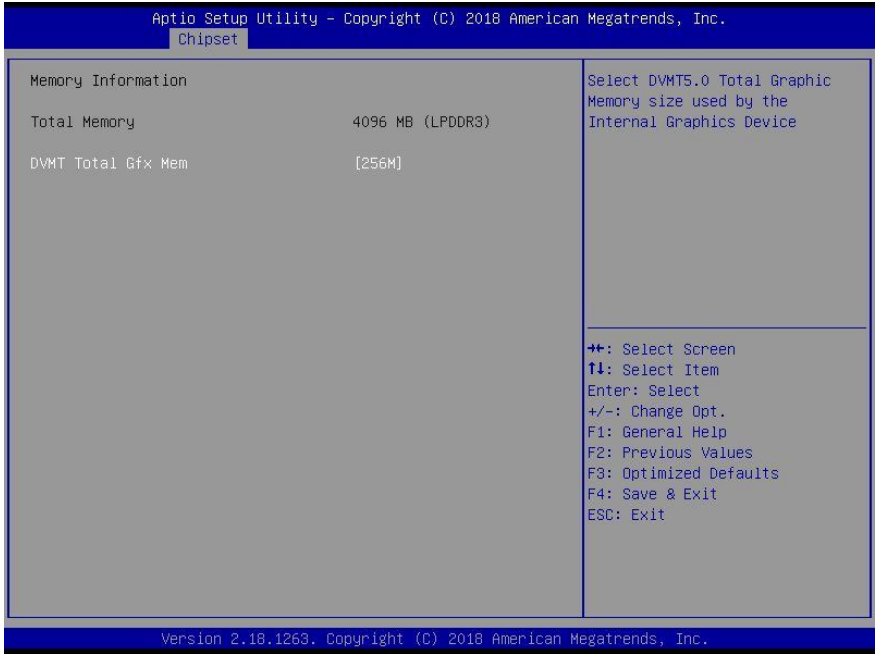 Aptio Setup Utility – Copyright (C) 2018 American Megatrends, Inc.
Chipset
Memory Information
Total Memory 4096 MB (LPDDR3)
DVMT Total Gfx Mem [256M]
Select DVMT5.0 Total Graphic
Memory size used by the
Internal Graphics Device
→←: Select Screen
↑↓: Select Item
Enter: Select
+/-: Change Opt.
F1: General Help
F2: Previous Values
F3: Optimized Defaults
F4: Save & Exit
ESC: Exit
Version 2.18.1263. Copyright (C) 2018 American Megatrends, Inc.